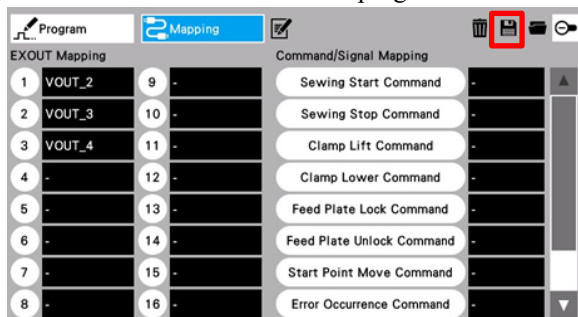 Program Mapping
EXOUT Mapping Command/Signal Mapping
1 VOUT_2 9 - Sewing Start Command -
2 VOUT_3 10 - Sewing Stop Command -
3 VOUT_4 11 - Clamp Lift Command -
4 - 12 - Clamp Lower Command -
5 - 13 - Feed Plate Lock Command -
6 - 14 - Feed Plate Unlock Command -
7 - 15 - Start Point Move Command -
8 - 16 - Error Occurrence Command -